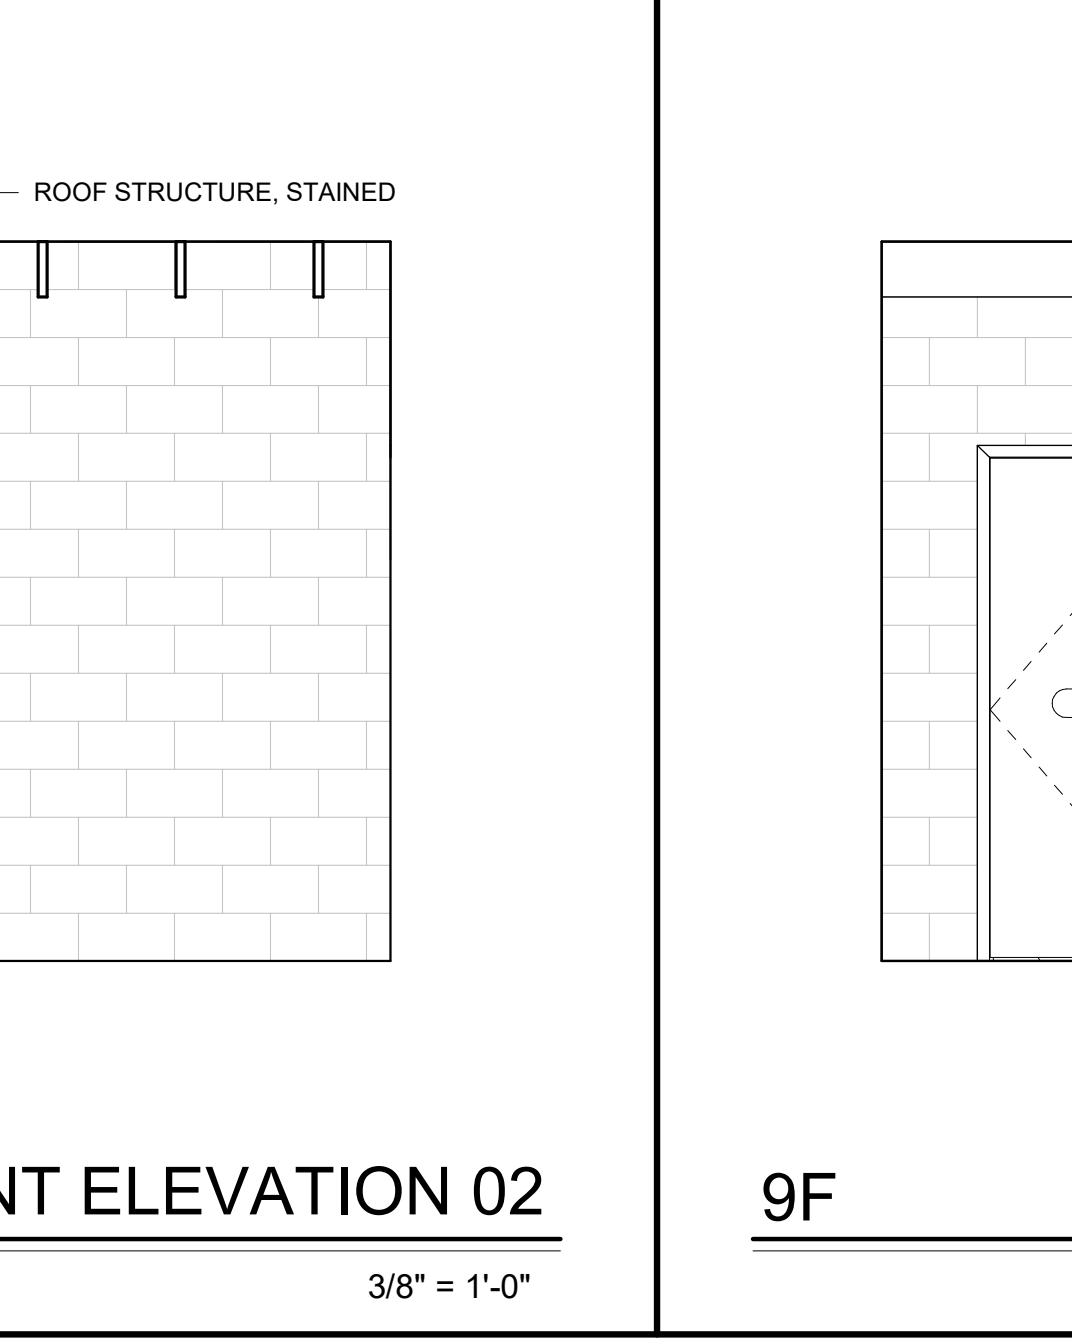 ROOF STRUCTURE, STAINED
NT ELEVATION 02
3/8" = 1'-0"
9F